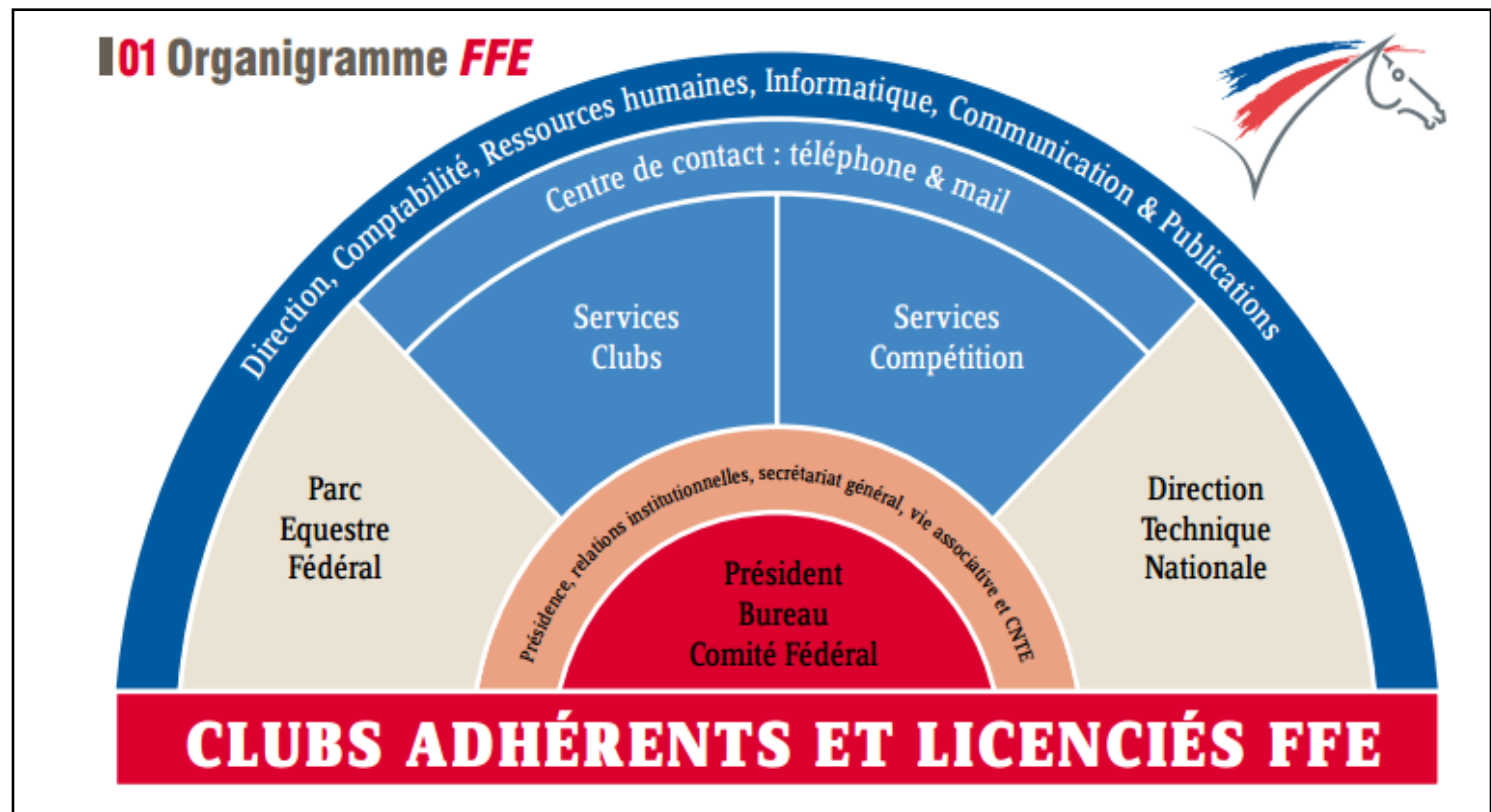 01 Organigramme FFE
Direction, Comptabilité, Ressources humaines, Informatique, Communication & Publications
Centre de contact : téléphone & mail
Services
Clubs
Services
Compétition
Parc
Equestre
Fédéral
Présidence, relations institutionnelles, secrétariat général, vie associative et CNTE
Président
Bureau
Comité Fédéral
Direction
Technique
Nationale
CLUBS ADHÉRENTS ET LICENCIÉS FFE